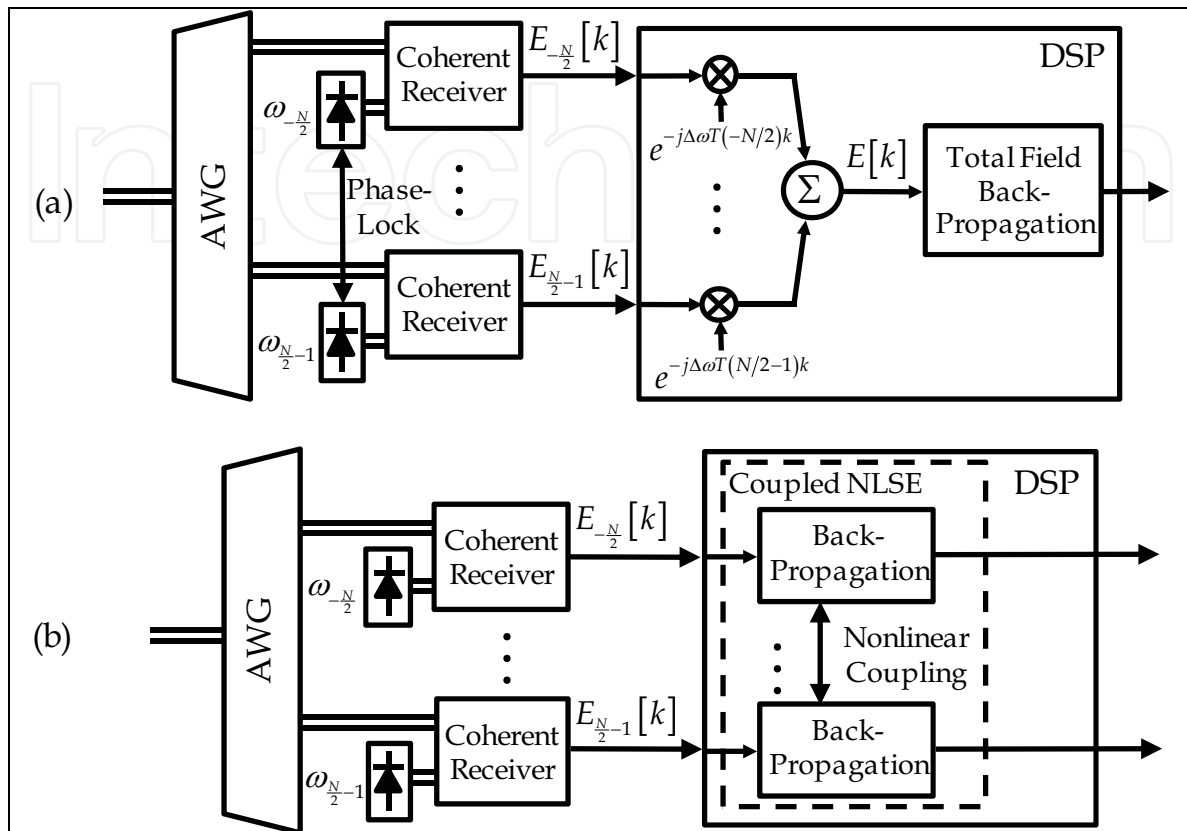 (a)
AWG
ω_{-N/2}
Phase-
Lock
ω_{N/2-1}
Coherent
Receiver
Coherent
Receiver
E_{-N/2}[k]
E_{N/2-1}[k]
DSP
e^{-jΔωT(-N/2)k}
e^{-jΔωT(N/2-1)k}
Σ
E[k]
Total Field
Back-
Propagation
(b)
AWG
ω_{-N/2}
ω_{N/2-1}
Coherent
Receiver
Coherent
Receiver
E_{-N/2}[k]
E_{N/2-1}[k]
Coupled NLSE
DSP
Back-
Propagation
Nonlinear
Coupling
Back-
Propagation